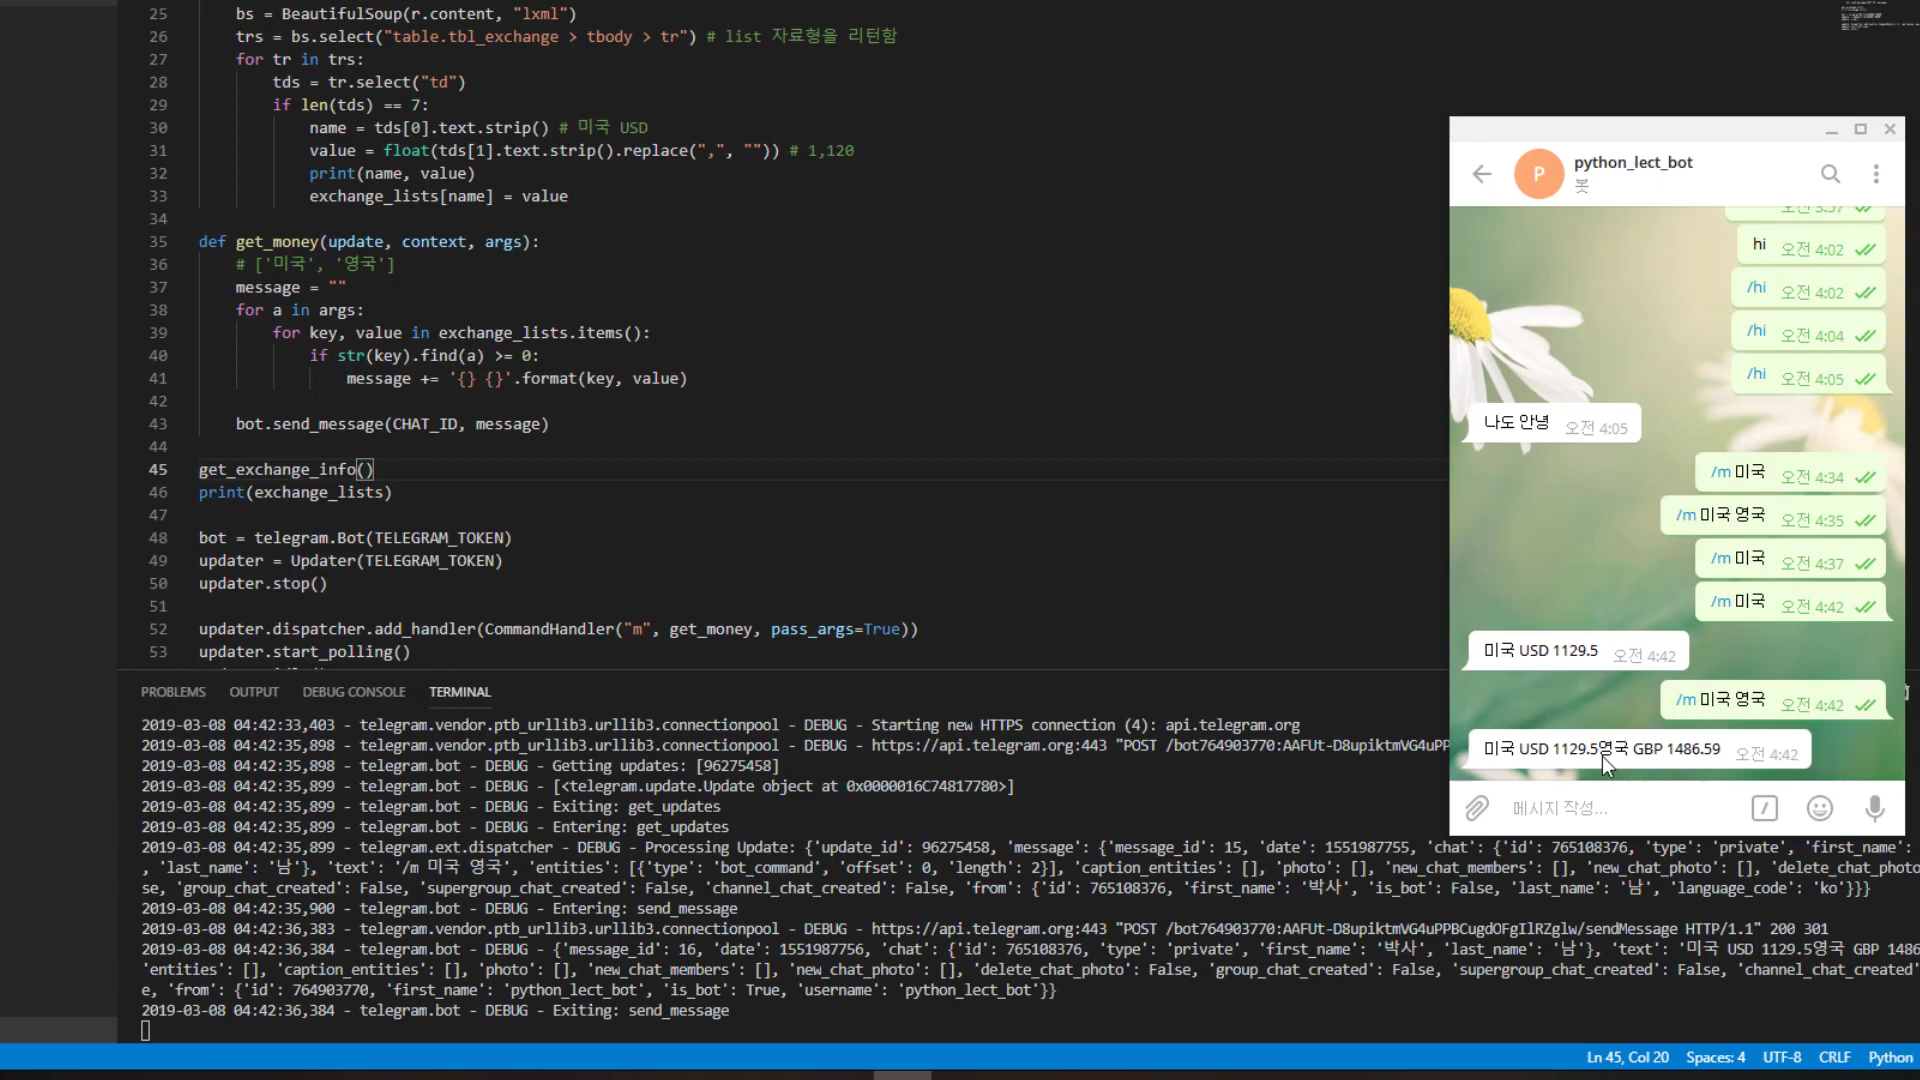 25 bs = BeautifulSoup(r.content, "lxml")
26 trs = bs.select("table.tbl_exchange > tbody > tr") # list 자료형을 리턴함
27 for tr in trs:
28 tds = tr.select("td")
29 if len(tds) == 7:
30 name = tds[0].text.strip() # 미국 USD
31 value = float(tds[1].text.strip().replace(",", "")) # 1,120
32 print(name, value)
33 exchange_lists[name] = value
34
35 def get_money(update, context, args):
36 # ['미국', '영국']
37 message = ""
38 for a in args:
39 for key, value in exchange_lists.items():
40 if str(key).find(a) >= 0:
41 message += '{} {}'.format(key, value)
42
43 bot.send_message(CHAT_ID, message)
44
45 get_exchange_info()
46 print(exchange_lists)
47
48 bot = telegram.Bot(TELEGRAM_TOKEN)
49 updater = Updater(TELEGRAM_TOKEN)
50 updater.stop()
51
52 updater.dispatcher.add_handler(CommandHandler("m", get_money, pass_args=True))
53 updater.start_polling()
PROBLEMS OUTPUT DEBUG CONSOLE TERMINAL
2019-03-08 04:42:33,403 - telegram.vendor.ptb_urllib3.urllib3.connectionpool - DEBUG - Starting new HTTPS connection (4): api.telegram.org
2019-03-08 04:42:35,898 - telegram.vendor.ptb_urllib3.urllib3.connectionpool - DEBUG - https://api.telegram.org:443 "POST /bot764903770:AAFUt-D8upiktmVG4uPP
2019-03-08 04:42:35,898 - telegram.bot - DEBUG - Getting updates: [96275458]
2019-03-08 04:42:35,899 - telegram.bot - DEBUG - [<telegram.update.Update object at 0x0000016C74817780>]
2019-03-08 04:42:35,899 - telegram.bot - DEBUG - Exiting: get_updates
2019-03-08 04:42:35,899 - telegram.bot - DEBUG - Entering: get_updates
2019-03-08 04:42:35,899 - telegram.ext.dispatcher - DEBUG - Processing Update: {'update_id': 96275458, 'message': {'message_id': 15, 'date': 1551987755, 'chat': {'id': 765108376, 'type': 'private', 'first_name':
, 'last_name': '남'}, 'text': '/m 미국 영국', 'entities': [{'type': 'bot_command', 'offset': 0, 'length': 2}], 'caption_entities': [], 'photo': [], 'new_chat_members': [], 'new_chat_photo': [], 'delete_chat_photo
se, 'group_chat_created': False, 'supergroup_chat_created': False, 'channel_chat_created': False, 'from': {'id': 765108376, 'first_name': '박사', 'is_bot': False, 'last_name': '남', 'language_code': 'ko'}}}
2019-03-08 04:42:35,900 - telegram.bot - DEBUG - Entering: send_message
2019-03-08 04:42:36,383 - telegram.vendor.ptb_urllib3.urllib3.connectionpool - DEBUG - https://api.telegram.org:443 "POST /bot764903770:AAFUt-D8upiktmVG4uPPBCugdOFgIlRZglw/sendMessage HTTP/1.1" 200 301
2019-03-08 04:42:36,384 - telegram.bot - DEBUG - {'message_id': 16, 'date': 1551987756, 'chat': {'id': 765108376, 'type': 'private', 'first_name': '박사', 'last_name': '남'}, 'text': '미국 USD 1129.5영국 GBP 1486
'entities': [], 'caption_entities': [], 'photo': [], 'new_chat_members': [], 'new_chat_photo': [], 'delete_chat_photo': False, 'group_chat_created': False, 'supergroup_chat_created': False, 'channel_chat_created'
e, 'from': {'id': 764903770, 'first_name': 'python_lect_bot', 'is_bot': True, 'username': 'python_lect_bot'}}
2019-03-08 04:42:36,384 - telegram.bot - DEBUG - Exiting: send_message
Ln 45, Col 20 Spaces: 4 UTF-8 CRLF Python
P python_lect_bot
봇
오전 3:57
hi 오전 4:02
/hi 오전 4:02
/hi 오전 4:04
/hi 오전 4:05
나도 안녕 오전 4:05
/m 미국 오전 4:34
/m 미국 영국 오전 4:35
/m 미국 오전 4:37
/m 미국 오전 4:42
미국 USD 1129.5 오전 4:42
/m 미국 영국 오전 4:42
미국 USD 1129.5영국 GBP 1486.59 오전 4:42
메시지 작성...